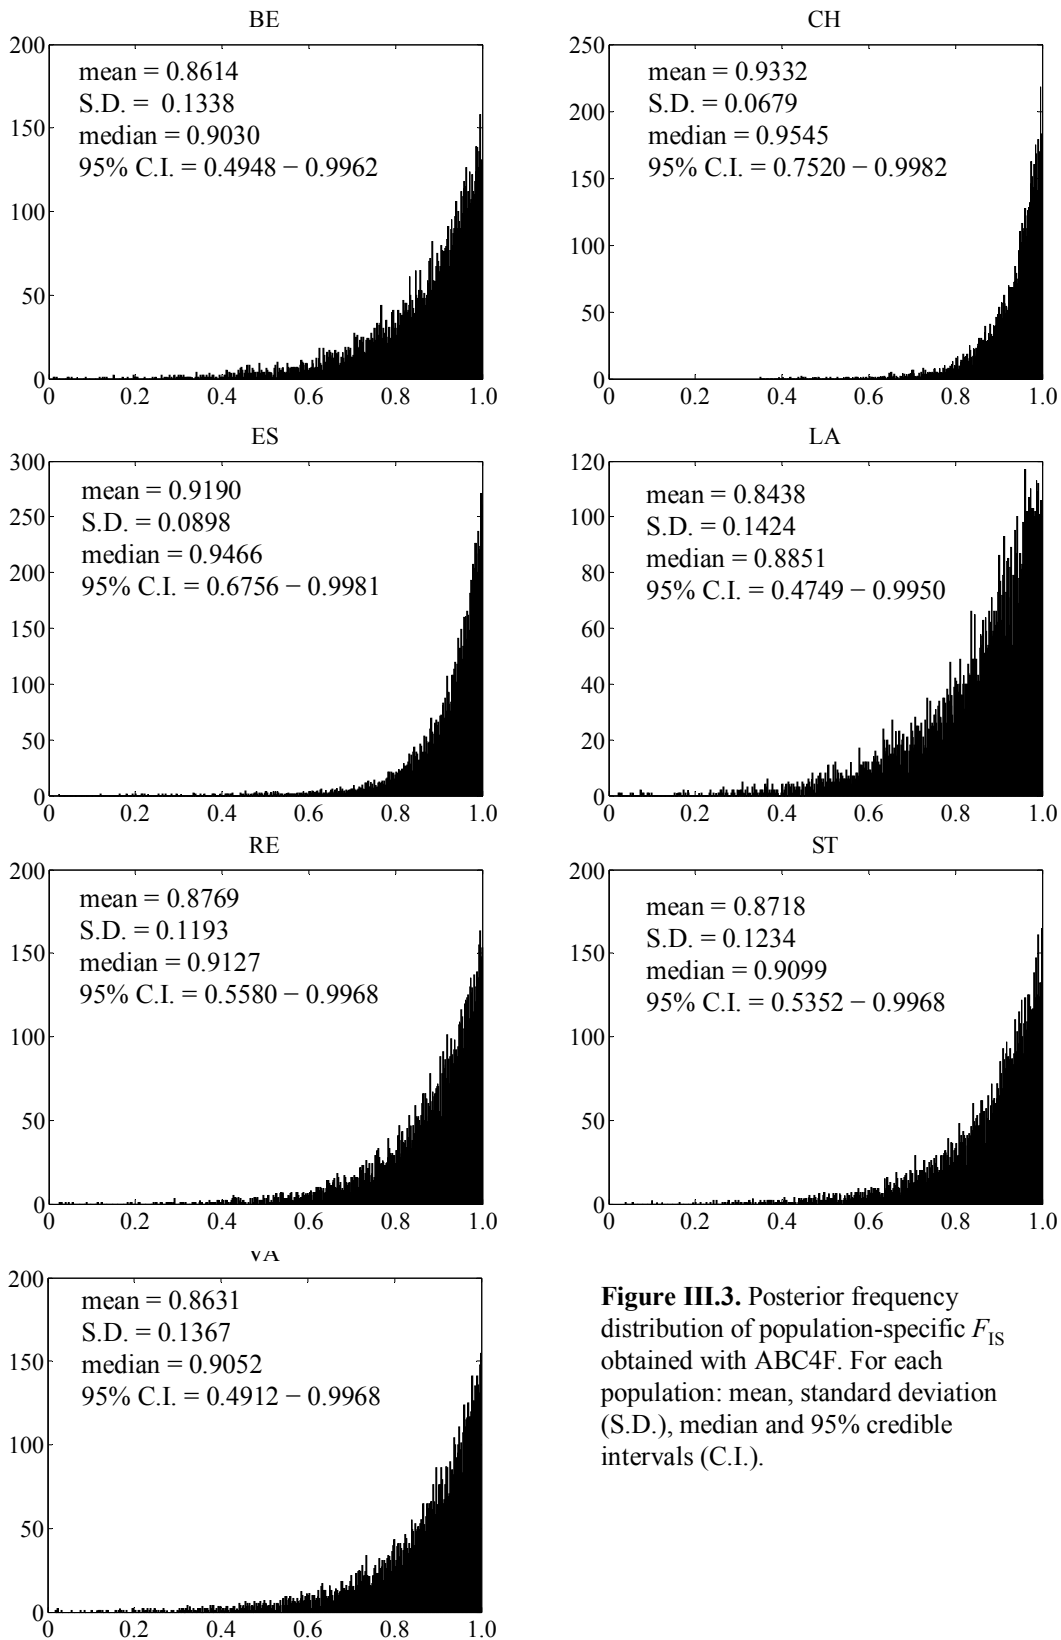 BE
200
150
100
50
0
0 0.2 0.4 0.6 0.8 1.0
mean = 0.8614
S.D. = 0.1338
median = 0.9030
95% C.I. = 0.4948 − 0.9962
CH
250
200
150
100
50
0
0 0.2 0.4 0.6 0.8 1.0
mean = 0.9332
S.D. = 0.0679
median = 0.9545
95% C.I. = 0.7520 − 0.9982
ES
300
250
200
150
100
50
0
0 0.2 0.4 0.6 0.8 1.0
mean = 0.9190
S.D. = 0.0898
median = 0.9466
95% C.I. = 0.6756 − 0.9981
LA
120
100
80
60
40
20
0
0 0.2 0.4 0.6 0.8 1.0
mean = 0.8438
S.D. = 0.1424
median = 0.8851
95% C.I. = 0.4749 − 0.9950
RE
200
150
100
50
0
0 0.2 0.4 0.6 0.8 1.0
mean = 0.8769
S.D. = 0.1193
median = 0.9127
95% C.I. = 0.5580 − 0.9968
ST
200
150
100
50
0
0 0.2 0.4 0.6 0.8 1.0
mean = 0.8718
S.D. = 0.1234
median = 0.9099
95% C.I. = 0.5352 − 0.9968
VA
200
150
100
50
0
0 0.2 0.4 0.6 0.8 1.0
mean = 0.8631
S.D. = 0.1367
median = 0.9052
95% C.I. = 0.4912 − 0.9968
Figure III.3. Posterior frequency
distribution of population-specific FIS
obtained with ABC4F. For each
population: mean, standard deviation
(S.D.), median and 95% credible
intervals (C.I.).